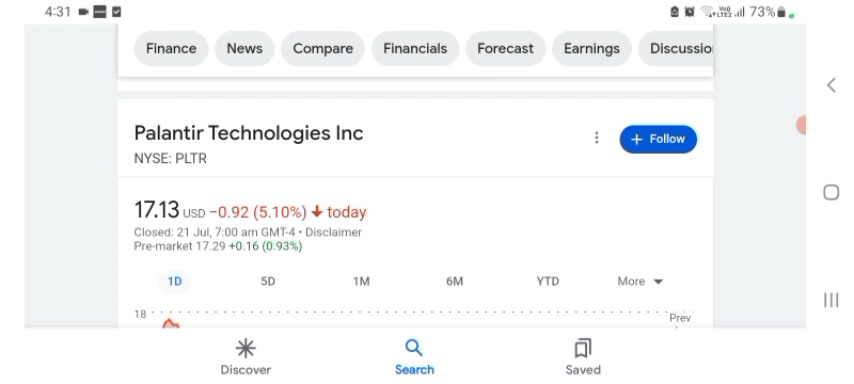 4:31
73%
Finance News Compare Financials Forecast Earnings Discussio
Palantir Technologies Inc
NYSE: PLTR
+ Follow
17.13 USD −0.92 (5.10%) ↓ today
Closed: 21 Jul, 7:00 am GMT-4 • Disclaimer
Pre-market 17.29 +0.16 (0.93%)
1D 5D 1M 6M YTD More
18
Prev
Discover Search Saved